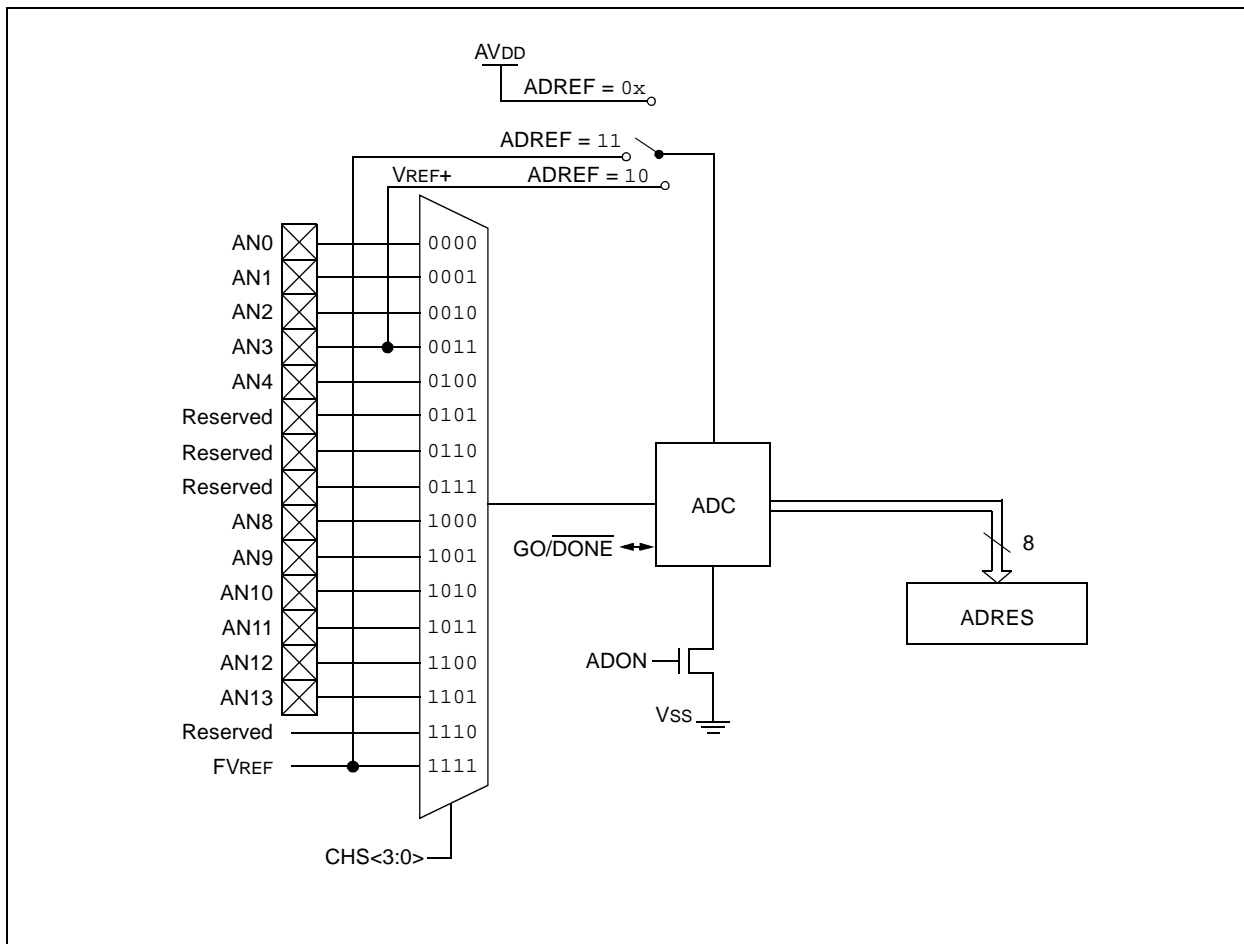 AVDD
ADREF = 0x
ADREF = 11
VREF+
ADREF = 10
AN0
0000
AN1
0001
AN2
0010
AN3
0011
AN4
0100
Reserved
0101
Reserved
0110
Reserved
0111
AN8
1000
AN9
1001
AN10
1010
AN11
1011
AN12
1100
AN13
1101
Reserved
1110
FVREF
1111
CHS<3:0>
ADC
GO/DONE
8
ADRES
ADON
VSS